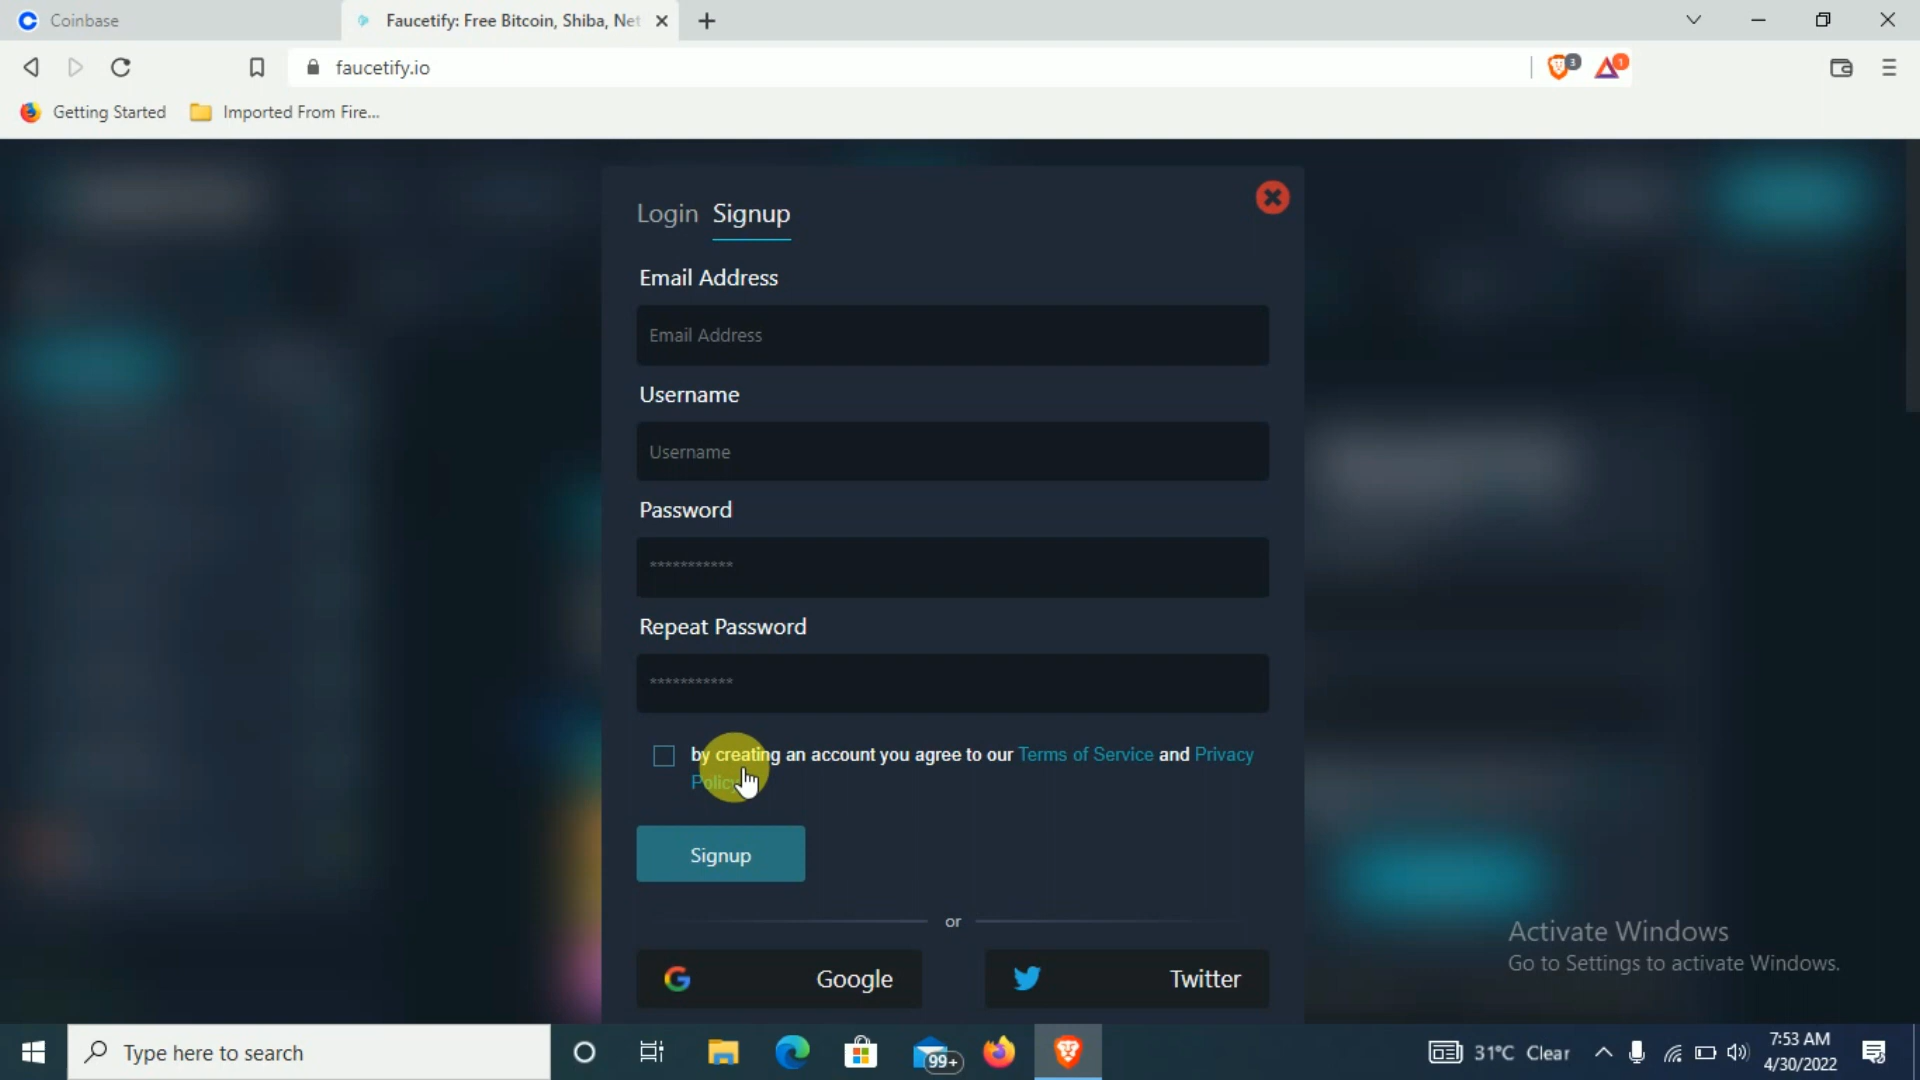 Coinbase
Faucetify: Free Bitcoin, Shiba, Net
faucetify.io
3
1
Getting Started
Imported From Fire...
Login Signup
Email Address
Email Address
Username
Username
Password
***********
Repeat Password
***********
by creating an account you agree to our Terms of Service and Privacy
Policy
Signup
or
Google
Twitter
Activate Windows
Go to Settings to activate Windows.
Type here to search
99+
31°C Clear
7:53 AM
4/30/2022